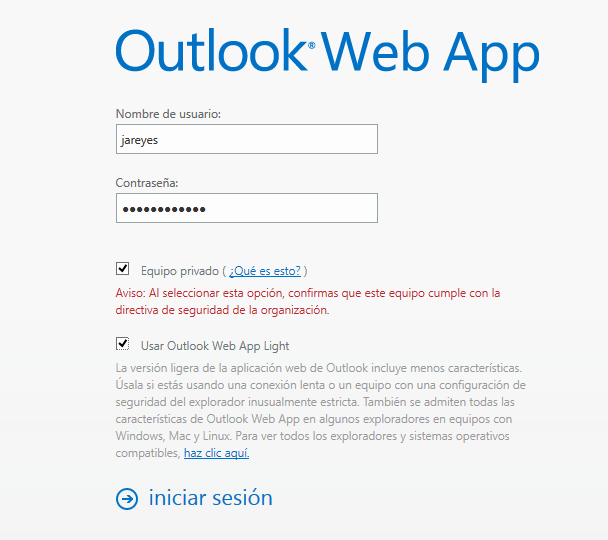 Outlook® Web App
Nombre de usuario:
jareyes
Contraseña:
••••••••••••
Equipo privado ( ¿Qué es esto? )
Aviso: Al seleccionar esta opción, confirmas que este equipo cumple con la
directiva de seguridad de la organización.
Usar Outlook Web App Light
La versión ligera de la aplicación web de Outlook incluye menos características.
Úsala si estás usando una conexión lenta o un equipo con una configuración de
seguridad del explorador inusualmente estricta. También se admiten todas las
características de Outlook Web App en algunos exploradores en equipos con
Windows, Mac y Linux. Para ver todos los exploradores y sistemas operativos
compatibles, haz clic aquí.
iniciar sesión